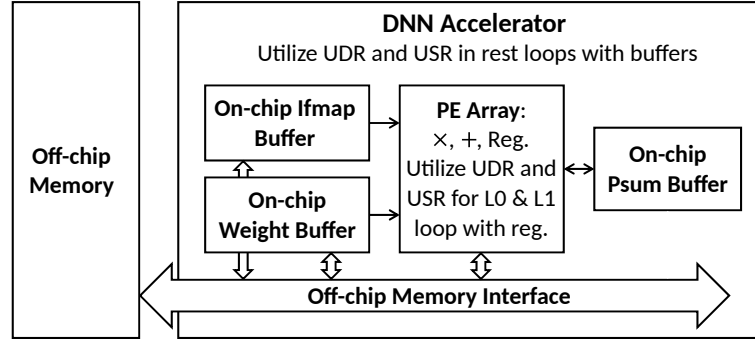 DNN Accelerator
Utilize UDR and USR in rest loops with buffers
Off-chip
Memory
On-chip Ifmap
Buffer
On-chip
Weight Buffer
PE Array:
×, +, Reg.
Utilize UDR and
USR for L0 & L1
loop with reg.
On-chip
Psum Buffer
Off-chip Memory Interface